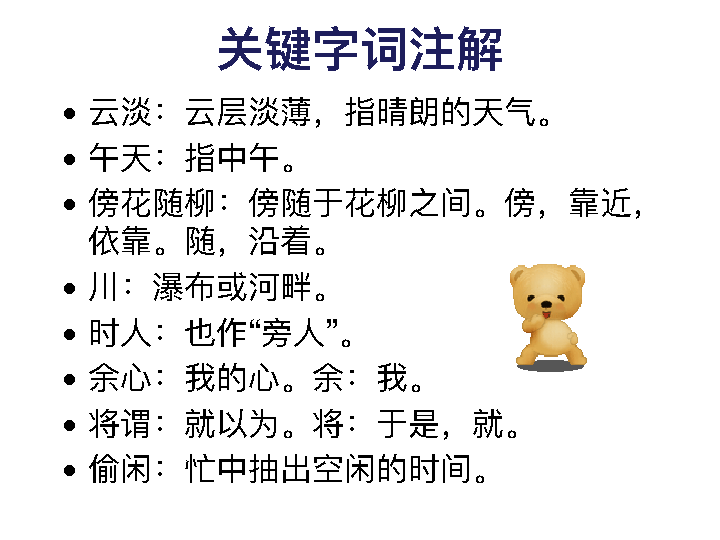 关键字词注解
• 云淡：云层淡薄，指晴朗的天气。
• 午天：指中午。
• 傍花随柳：傍随于花柳之间。傍，靠近，
依靠。随，沿着。
• 川：瀑布或河畔。
• 时人：也作“旁人”。
• 余心：我的心。余：我。
• 将谓：就以为。将：于是，就。
• 偷闲：忙中抽出空闲的时间。